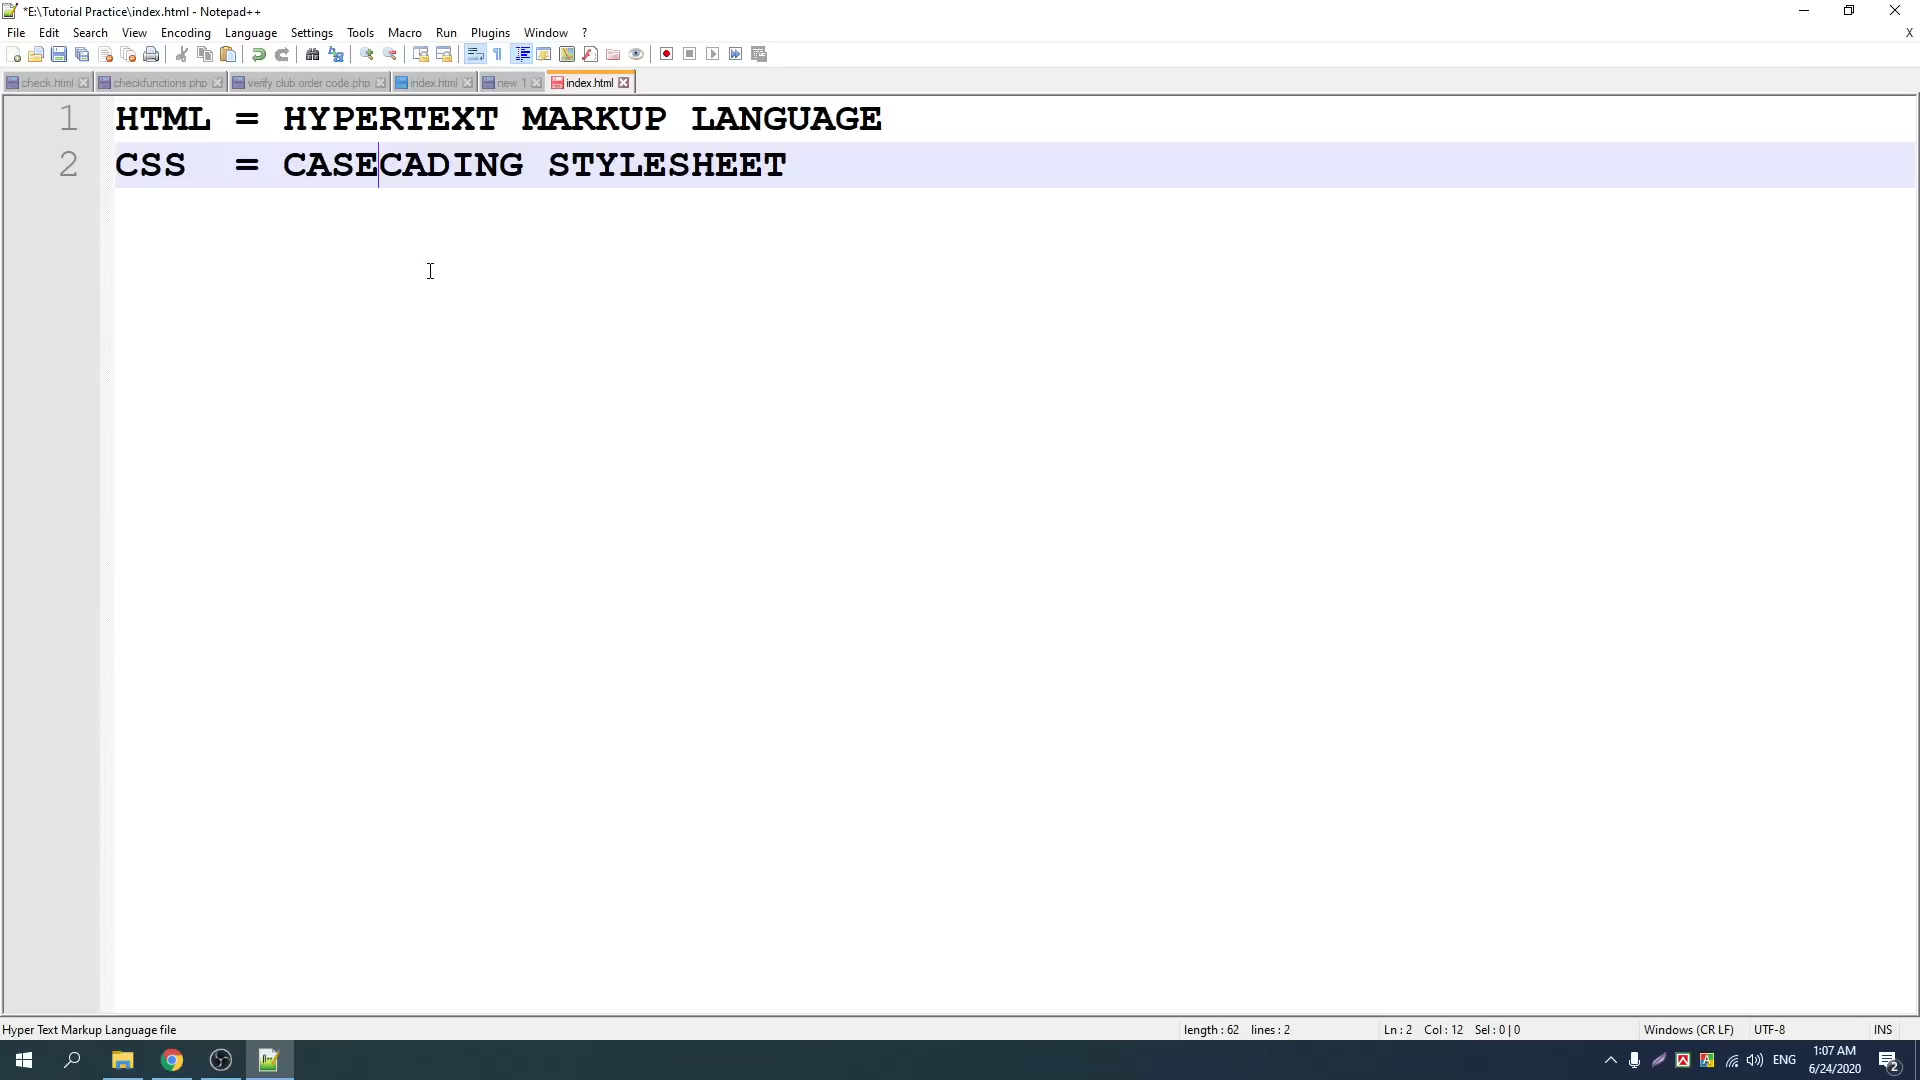 *E:\Tutorial Practice\index.html - Notepad++
File Edit Search View Encoding Language Settings Tools Macro Run Plugins Window ? X
check.html checkfunctions.php verify club order code.php index.html new 1 index.html
1 HTML = HYPERTEXT MARKUP LANGUAGE
2 CSS = CASECADING STYLESHEET
Hyper Text Markup Language file length : 62 lines : 2 Ln : 2 Col : 12 Sel : 0 | 0 Windows (CR LF) UTF-8 INS
ENG 1:07 AM 2
6/24/2020